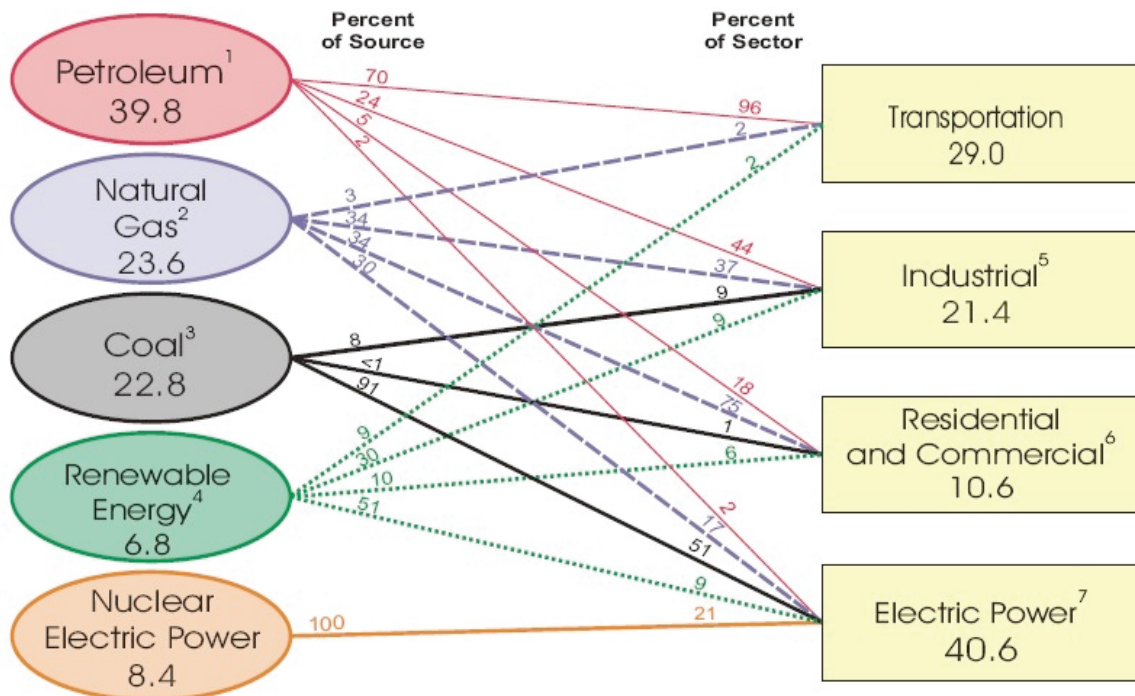 Percent
of Source
Percent
of Sector
Petroleum1
39.8
Natural
Gas2
23.6
Coal3
22.8
Renewable
Energy4
6.8
Nuclear
Electric Power
8.4
70
24
5
2
3
34
34
30
8
<1
91
9
30
10
51
100
96
2
2
44
37
9
9
18
75
1
6
2
17
51
9
21
Transportation
29.0
Industrial5
21.4
Residential
and Commercial6
10.6
Electric Power7
40.6